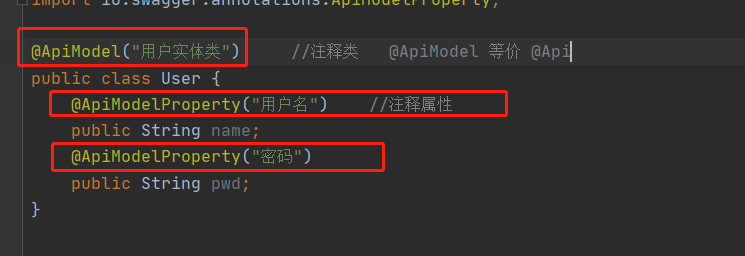 import io.swagger.annotations.ApiModelProperty;
@ApiModel("用户实体类") //注释类 @ApiModel 等价 @Api
public class User {
@ApiModelProperty("用户名") //注释属性
public String name;
@ApiModelProperty("密码")
public String pwd;
}